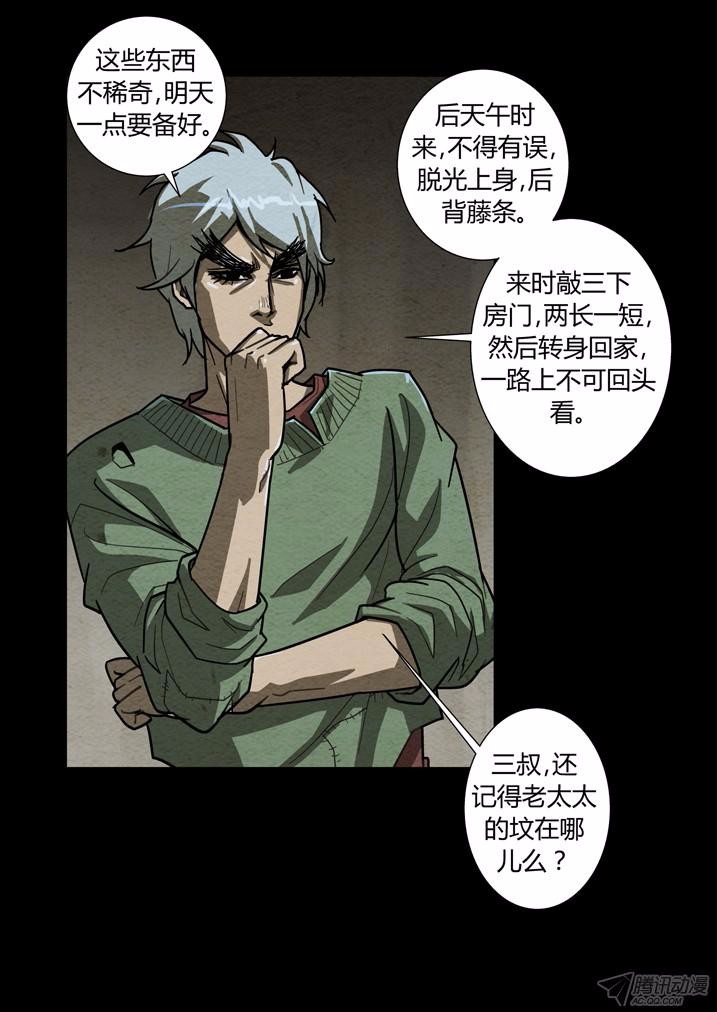 这些东西
不稀奇，明天
一点要备好。
后天午时
来，不得有误，
脱光上身，后
背藤条。
来时敲三下
房门，两长一短，
然后转身回家，
一路上不可回头
看。
三叔，还
记得老太太
的坟在哪
儿么？
腾讯动漫
AC.QQ.COM